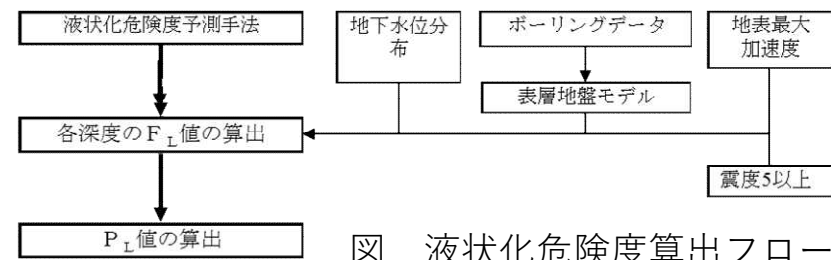 液状化危険度予測手法
地下水位分
布
ボーリングデータ
地表最大
加速度
表層地盤モデル
各深度のＦL値の算出
震度5以上
ＰL値の算出
図　液状化危険度算出フロー